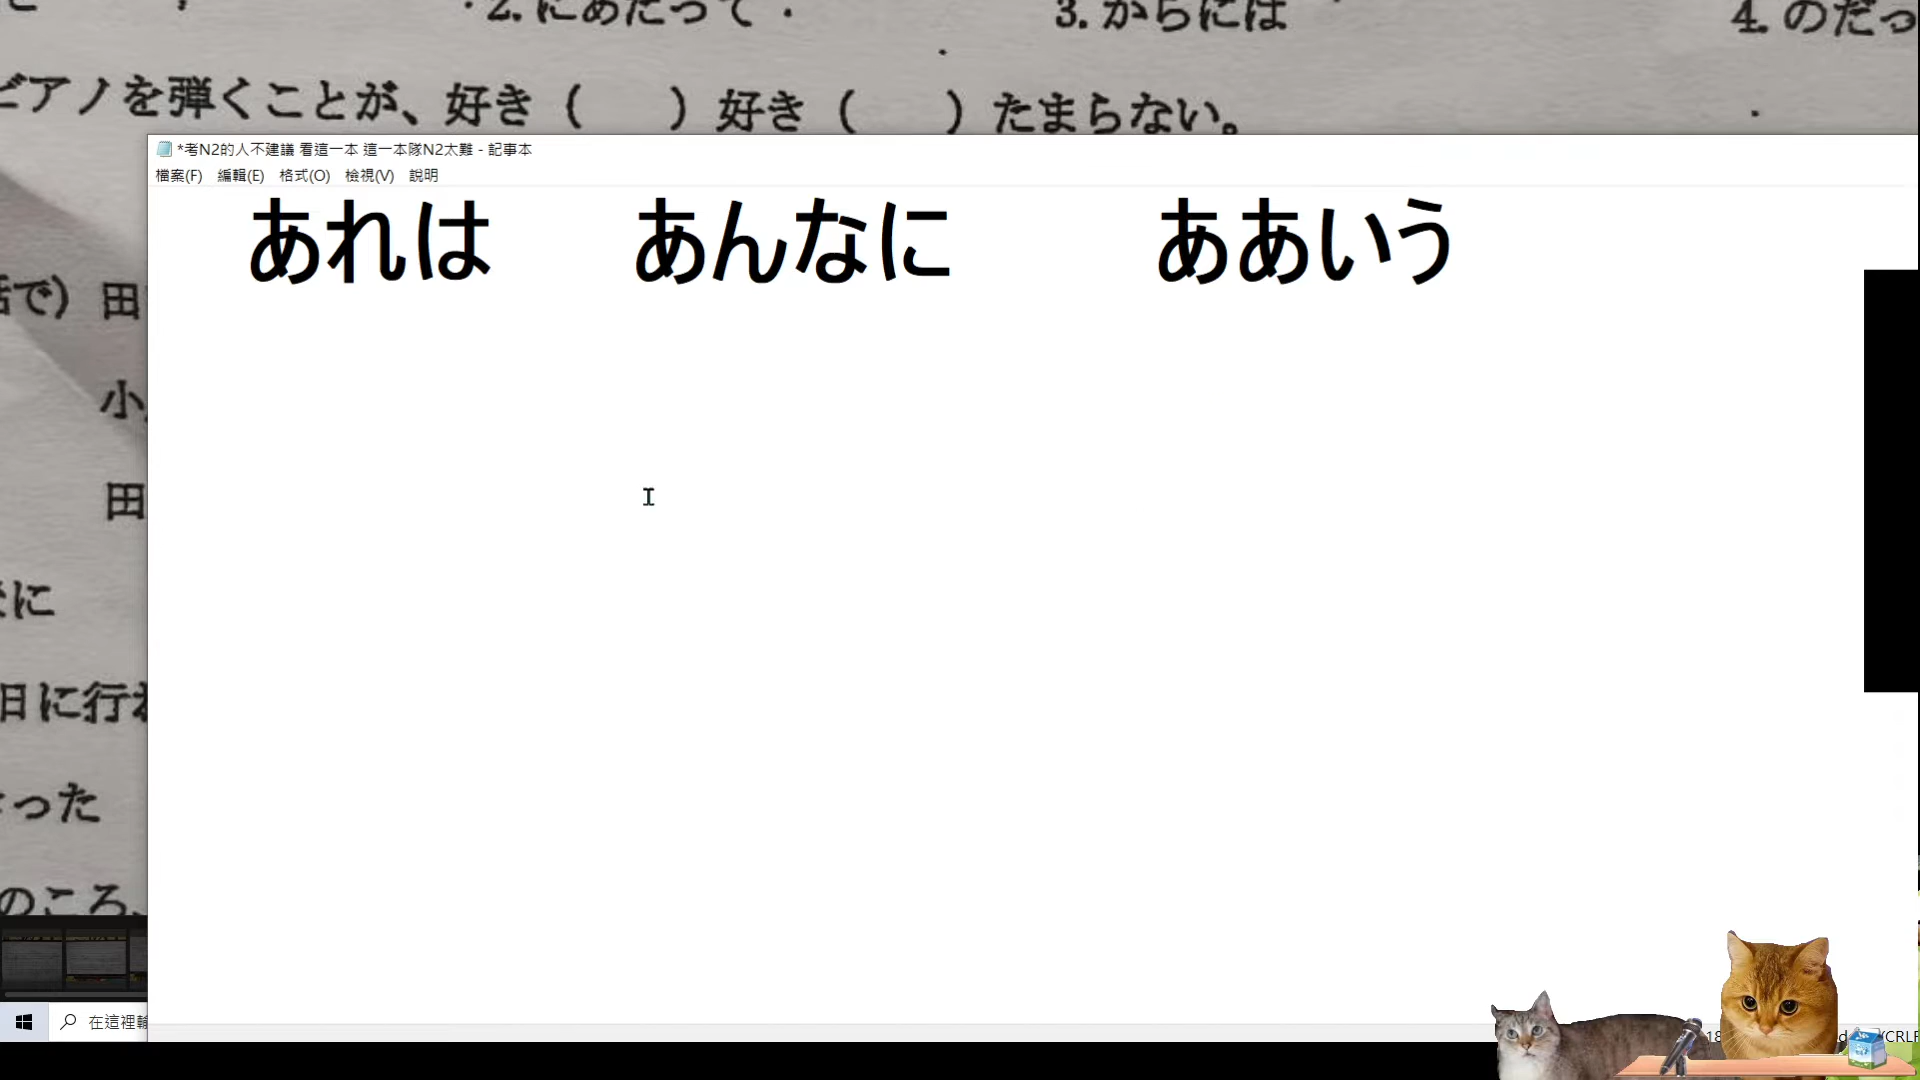 2. にあたって
3. からには
4. のだっ
ピアノを弾くことが、好き（　　）好き（　　）たまらない。
*考N2的人不建議 看這一本 這一本隊N2太難 - 記事本
檔案(F) 編輯(E) 格式(O) 檢視(V) 說明
あれは あんなに ああいう
話で）田
小
田
に
日に行わ
った
のころ、
在這裡輸